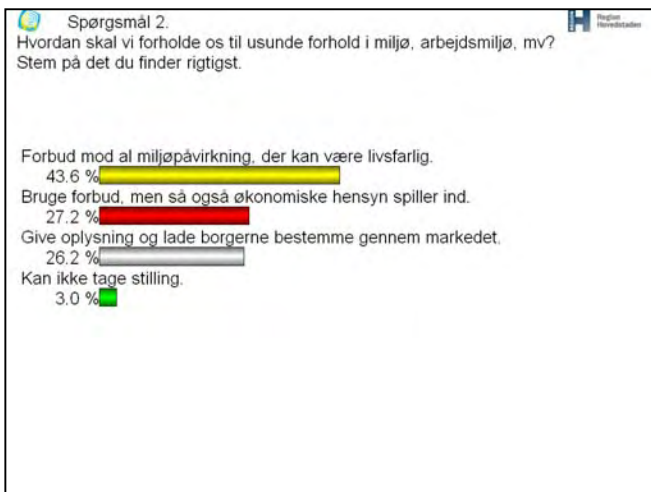 Spørgsmål 2.
Region
Hovedstaden
Hvordan skal vi forholde os til usunde forhold i miljø, arbejdsmiljø, mv?
Stem på det du finder rigtigst.
Forbud mod al miljøpåvirkning, der kan være livsfarlig.
43.6 %
Bruge forbud, men så også økonomiske hensyn spiller ind.
27.2 %
Give oplysning og lade borgerne bestemme gennem markedet.
26.2 %
Kan ikke tage stilling.
3.0 %